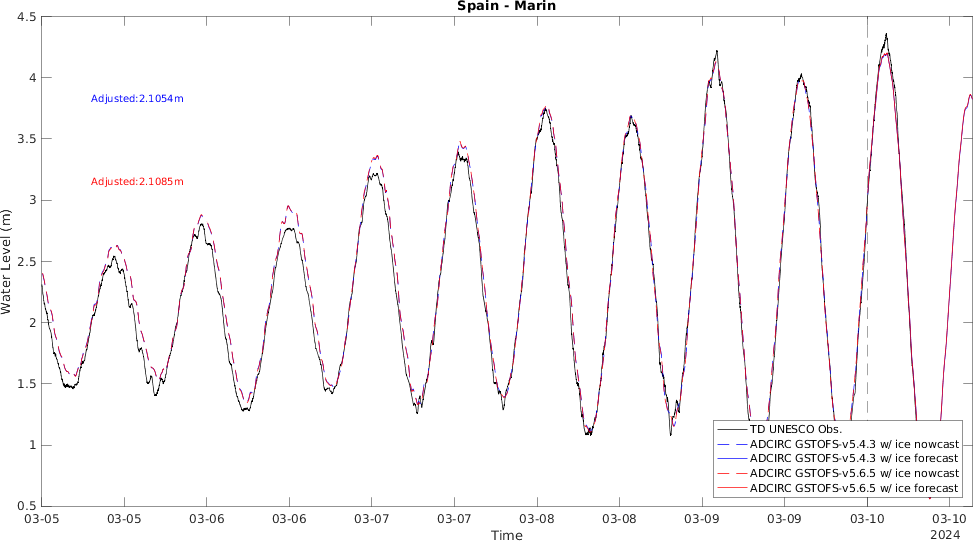 Spain - Marin
4.5
4
3.5
3
2.5
2
1.5
1
0.5
Water Level (m)
Adjusted:2.1054m
Adjusted:2.1085m
TD UNESCO Obs.
ADCIRC GSTOFS-v5.4.3 w/ ice nowcast
ADCIRC GSTOFS-v5.4.3 w/ ice forecast
ADCIRC GSTOFS-v5.6.5 w/ ice nowcast
ADCIRC GSTOFS-v5.6.5 w/ ice forecast
03-05 03-05 03-06 03-06 03-07 03-07 03-08 03-08 03-09 03-09 03-10 03-10
2024
Time